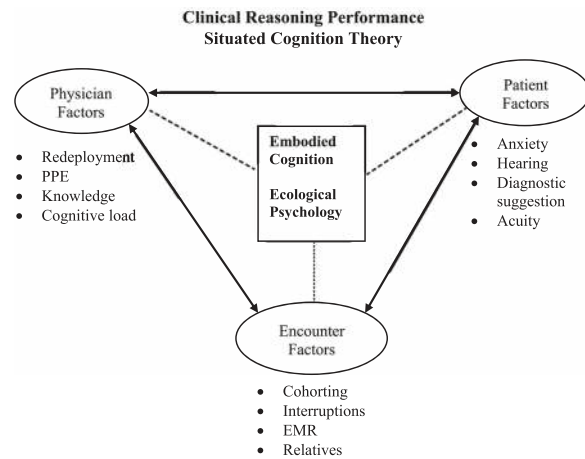 Clinical Reasoning Performance
Situated Cognition Theory
Physician
Factors
Patient
Factors
• Redeployment
• PPE
• Knowledge
• Cognitive load
Embodied
Cognition
Ecological
Psychology
• Anxiety
• Hearing
• Diagnostic
suggestion
• Acuity
Encounter
Factors
• Cohorting
• Interruptions
• EMR
• Relatives